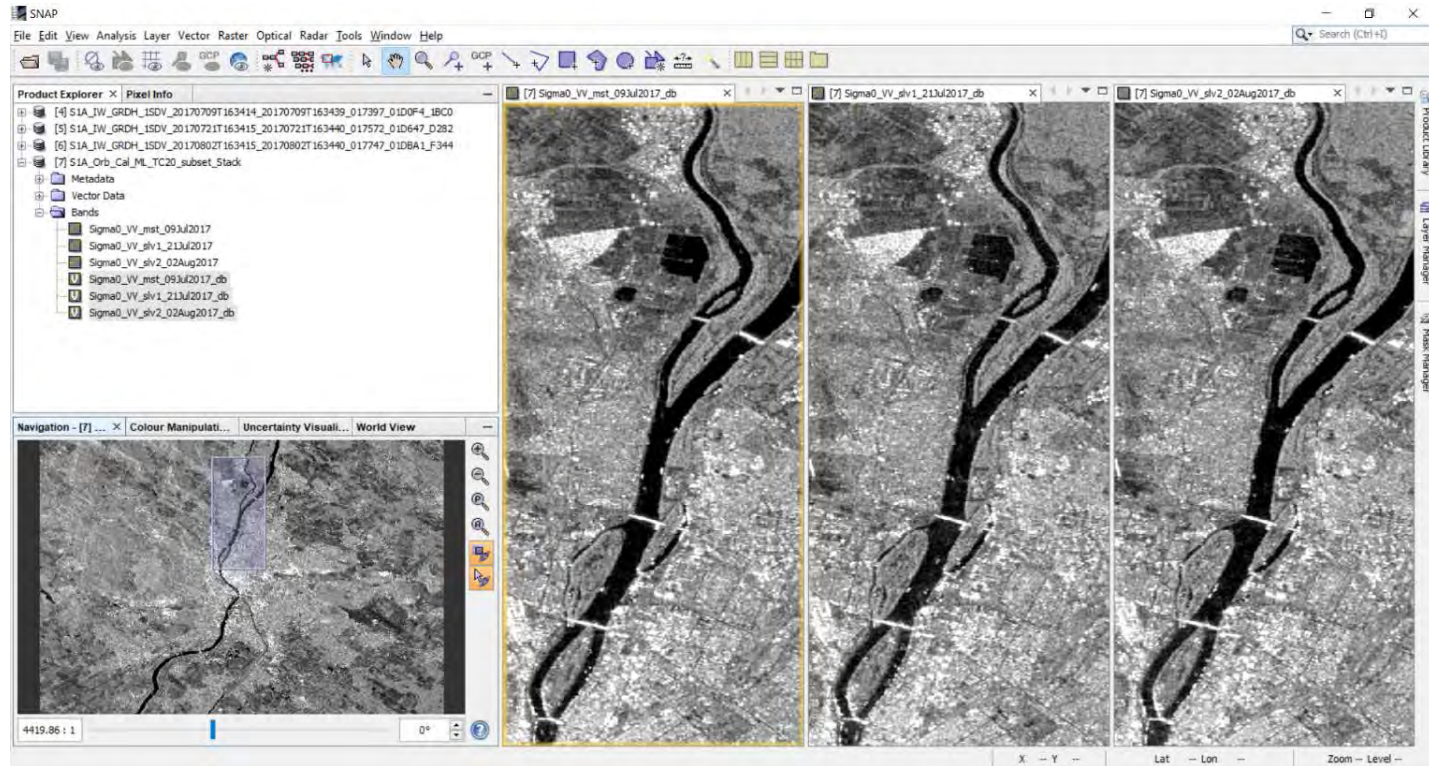 SNAP
File Edit View Analysis Layer Vector Raster Optical Radar Tools Window Help
Search (Ctrl+I)
GCP GCP
Product Explorer × Pixel Info
[4] S1A_IW_GRDH_1SDV_20170709T163414_20170709T163439_017397_01D0F4_1BC0
[5] S1A_IW_GRDH_1SDV_20170721T163415_20170721T163440_017572_01D647_D282
[6] S1A_IW_GRDH_1SDV_20170802T163415_20170802T163440_017747_01DBA1_F344
[7] S1A_Orb_Cal_ML_TC20_subset_Stack
Metadata
Vector Data
Bands
Sigma0_VV_mst_09Jul2017
Sigma0_VV_slv1_21Jul2017
Sigma0_VV_slv2_02Aug2017
Sigma0_VV_mst_09Jul2017_db
Sigma0_VV_slv1_21Jul2017_db
Sigma0_VV_slv2_02Aug2017_db
[7] Sigma0_VV_mst_09Jul2017_db ×
[7] Sigma0_VV_slv1_21Jul2017_db ×
[7] Sigma0_VV_slv2_02Aug2017_db ×
Product Library
Layer Manager
Mask Manager
Navigation - [7] ... × Colour Manipulati... Uncertainty Visuali... World View
4419.86 : 1
0°
X -- Y --
Lat -- Lon --
Zoom -- Level --